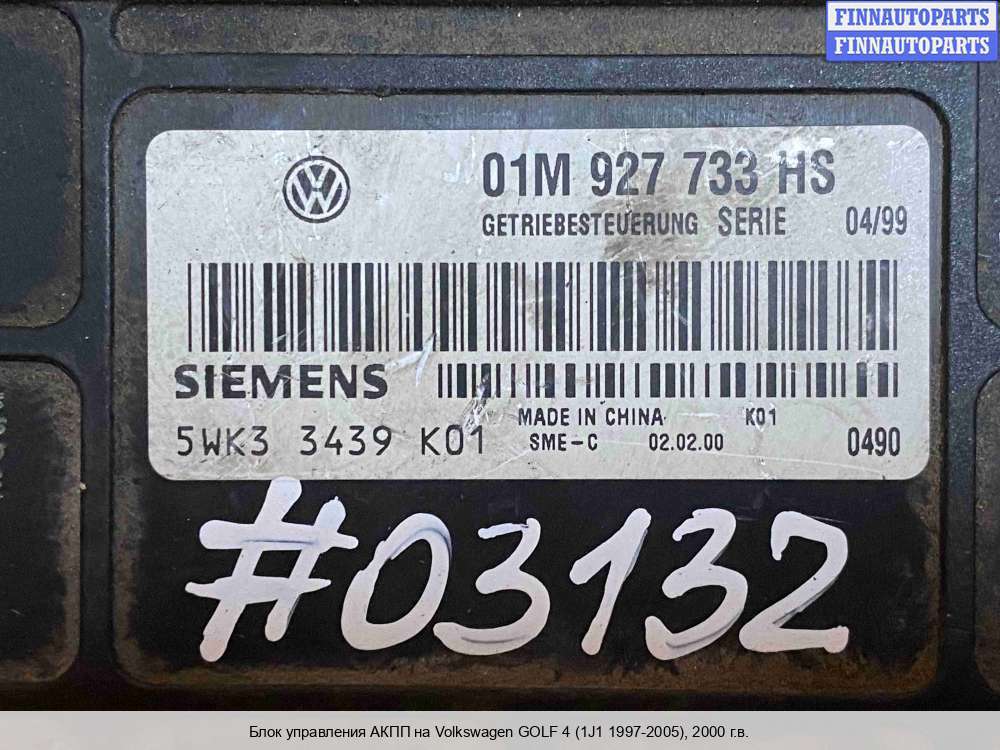 FINNAUTOPARTS
FINNAUTOPARTS
01M 927 733 HS
GETRIEBESTEUERUNG SERIE 04/99
SIEMENS
MADE IN CHINA K01
5WK3 3439 K01 SME-C 02.02.00 0490
#03132
Блок управления АКПП на Volkswagen GOLF 4 (1J1 1997-2005), 2000 г.в.